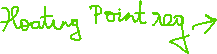 Floating Point reg →